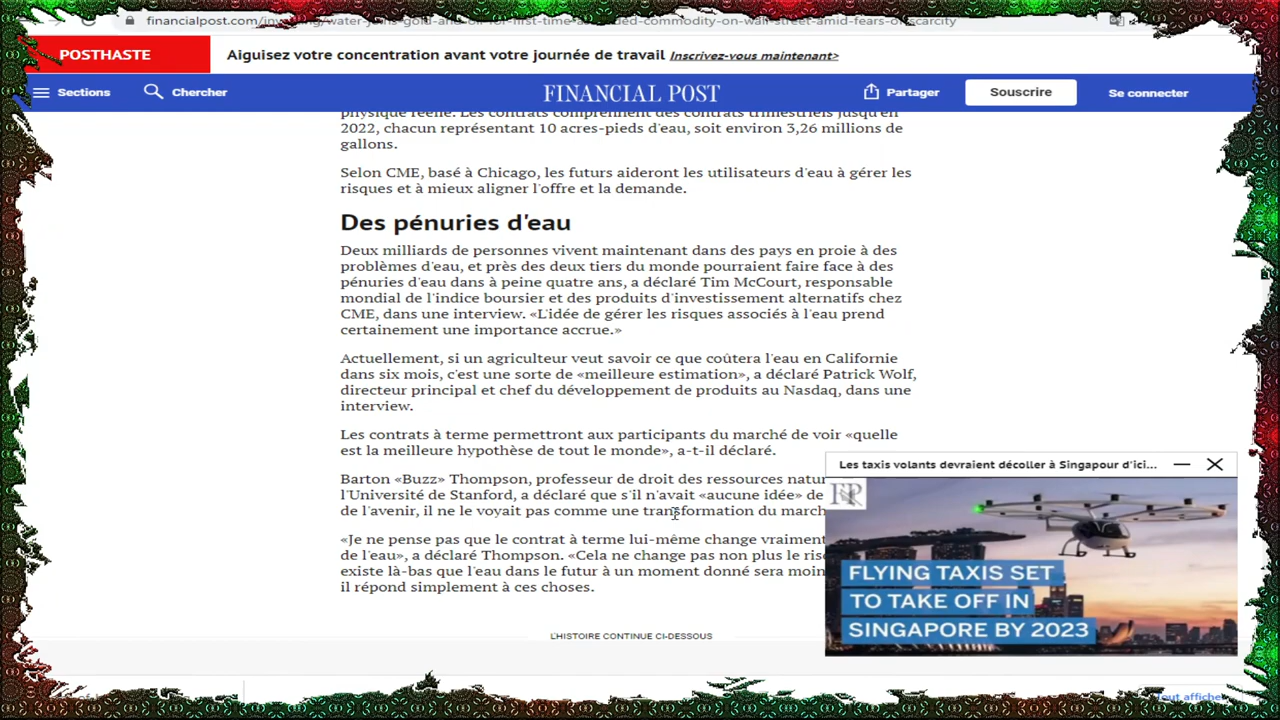 financialpost.com/investing/water-joins-gold-and-oil-for-first-time-as-traded-commodity-on-wall-street-amid-fears-of-scarcity
POSTHASTE
Aiguisez votre concentration avant votre journée de travail Inscrivez-vous maintenant>
Sections
Chercher
FINANCIAL POST
Partager
Souscrire
Se connecter
physique réelle. Les contrats comprennent des contrats trimestriels jusqu'en
2022, chacun représentant 10 acres-pieds d'eau, soit environ 3,26 millions de
gallons.
Selon CME, basé à Chicago, les futurs aideront les utilisateurs d'eau à gérer les
risques et à mieux aligner l'offre et la demande.
Des pénuries d'eau
Deux milliards de personnes vivent maintenant dans des pays en proie à des
problèmes d'eau, et près des deux tiers du monde pourraient faire face à des
pénuries d'eau dans à peine quatre ans, a déclaré Tim McCourt, responsable
mondial de l'indice boursier et des produits d'investissement alternatifs chez
CME, dans une interview. «L'idée de gérer les risques associés à l'eau prend
certainement une importance accrue.»
Actuellement, si un agriculteur veut savoir ce que coûtera l'eau en Californie
dans six mois, c'est une sorte de «meilleure estimation», a déclaré Patrick Wolf,
directeur principal et chef du développement de produits au Nasdaq, dans une
interview.
Les contrats à terme permettront aux participants du marché de voir «quelle
est la meilleure hypothèse de tout le monde», a-t-il déclaré.
Barton «Buzz» Thompson, professeur de droit des ressources natur
l'Université de Stanford, a déclaré que s'il n'avait «aucune idée» de
de l'avenir, il ne le voyait pas comme une transformation du march
«Je ne pense pas que le contrat à terme lui-même change vraiment
de l'eau», a déclaré Thompson. «Cela ne change pas non plus le riso
existe là-bas que l'eau dans le futur à un moment donné sera moin
il répond simplement à ces choses.
L'HISTOIRE CONTINUE CI-DESSOUS
Les taxis volants devraient décoller à Singapour d'ici...
FP
FLYING TAXIS SET
TO TAKE OFF IN
SINGAPORE BY 2023
Tout affiche